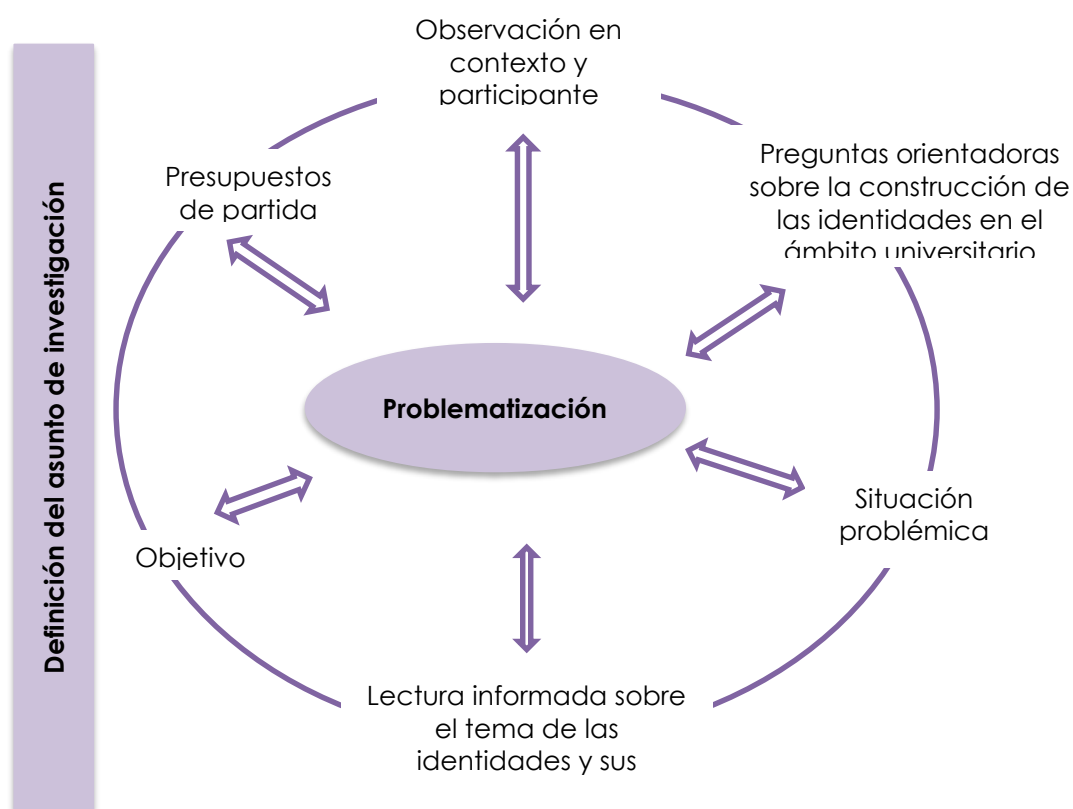 Definición del asunto de investigación
Observación en
contexto y
participante
Preguntas orientadoras
sobre la construcción de
las identidades en el
ámbito universitario
Presupuestos
de partida
Problematización
Situación
problémica
Objetivo
Lectura informada sobre
el tema de las
identidades y sus